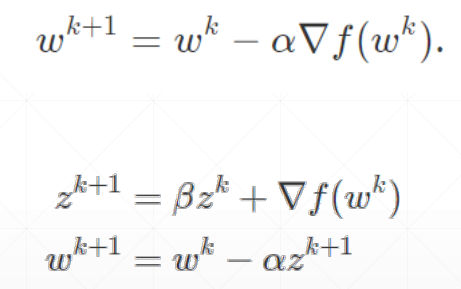 w^{k+1} = w^k − α∇f(w^k).
z^{k+1} = βz^k + ∇f(w^k)
w^{k+1} = w^k − αz^{k+1}